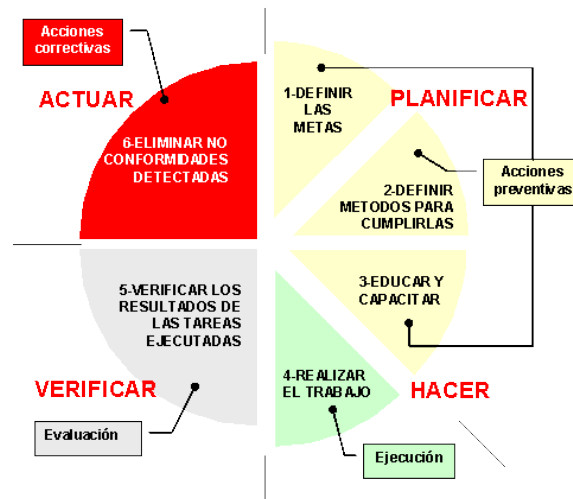 Acciones
correctivas
ACTUAR
6-ELIMINAR NO
CONFORMIDADES
DETECTADAS
1-DEFINIR
LAS
METAS
PLANIFICAR
Acciones
preventivas
2-DEFINIR
METODOS PARA
CUMPLIRLAS
3-EDUCAR Y
CAPACITAR
HACER
4-REALIZAR
EL TRABAJO
Ejecución
5-VERIFICAR LOS
RESULTADOS DE
LAS TAREAS
EJECUTADAS
VERIFICAR
Evaluación